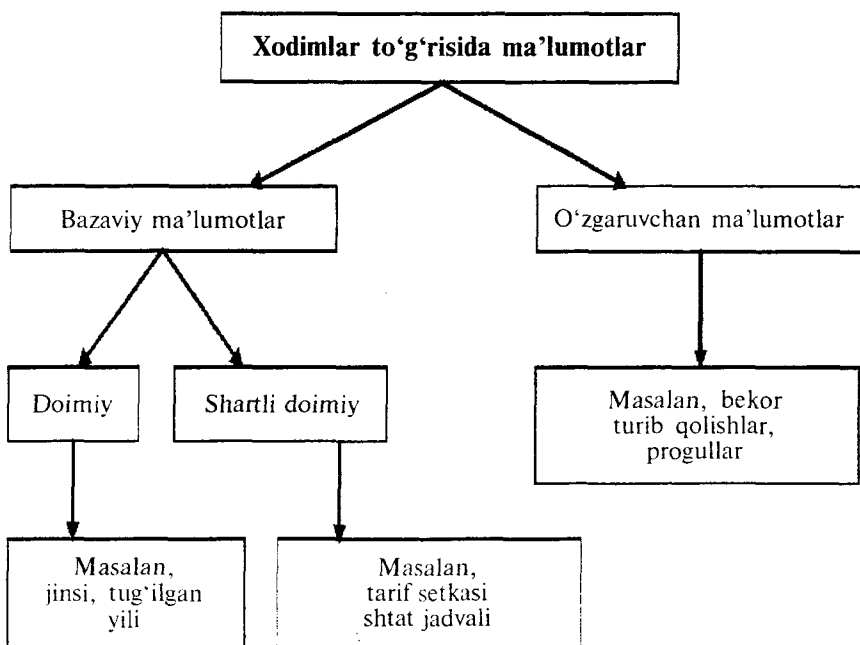 Xodimlar to‘g‘risida ma’lumotlar
Bazaviy ma’lumotlar
O‘zgaruvchan ma’lumotlar
Doimiy
Shartli doimiy
Masalan, bekor
turib qolishlar,
progullar
Masalan,
jinsi, tug‘ilgan
yili
Masalan,
tarif setkasi
shtat jadvali